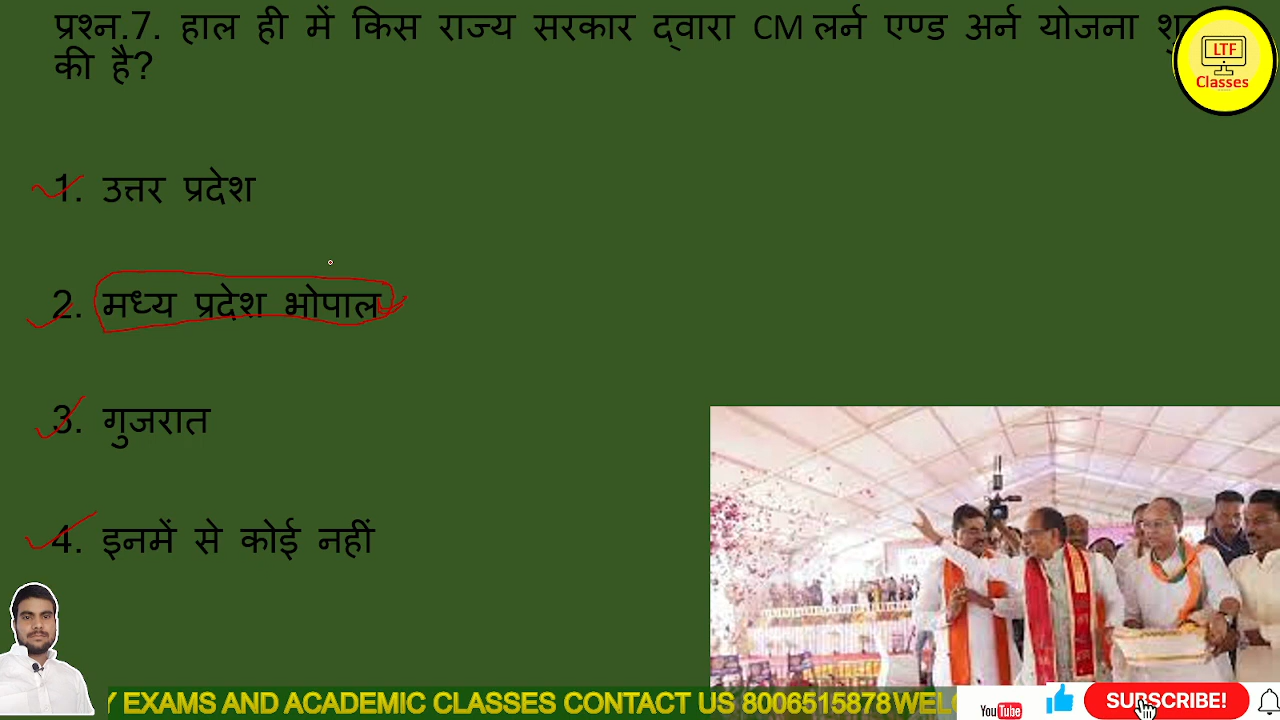 प्रश्न.7. हाल ही में किस राज्य सरकार द्वारा CM लर्न एण्ड अर्न योजना
की है?
LTF
Classes
1. उत्तर प्रदेश
2. मध्य प्रदेश भोपाल
3. गुजरात
4. इनमें से कोई नहीं
Y EXAMS AND ACADEMIC CLASSES CONTACT US 8006515878
YouTube
SUBSCRIBE!